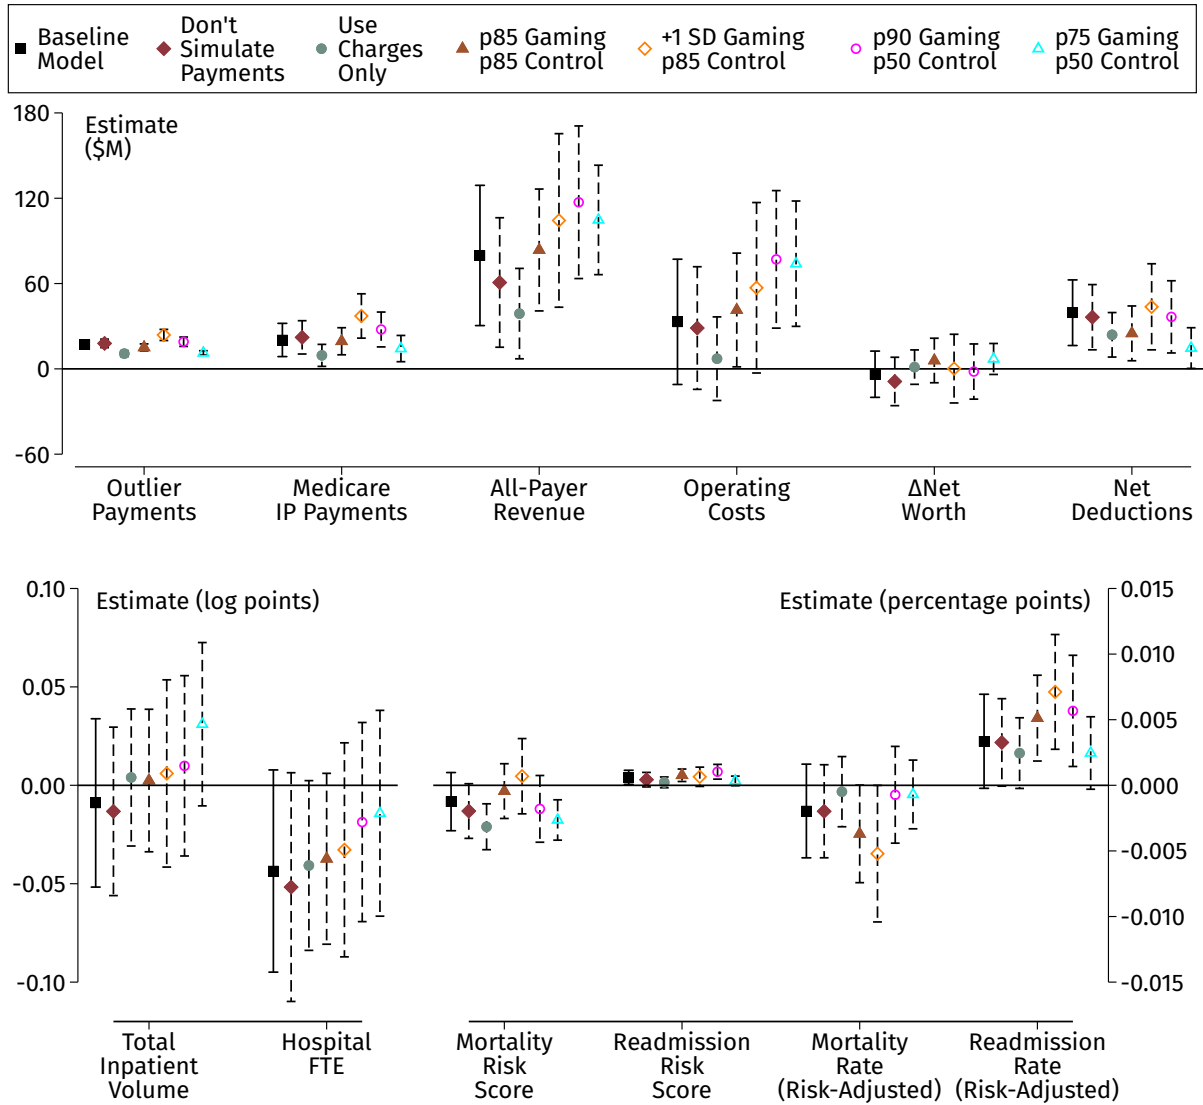 Baseline
Model
Don't
Simulate
Payments
Use
Charges
Only
p85 Gaming
p85 Control
+1 SD Gaming
p85 Control
p90 Gaming
p50 Control
p75 Gaming
p50 Control
Estimate
($M)
180
120
60
0
-60
Outlier
Payments
Medicare
IP Payments
All-Payer
Revenue
Operating
Costs
ΔNet
Worth
Net
Deductions
Estimate (log points)
Estimate (percentage points)
0.10
0.05
0.00
-0.05
-0.10
0.015
0.010
0.005
0.000
-0.005
-0.010
-0.015
Total
Inpatient
Volume
Hospital
FTE
Mortality
Risk
Score
Readmission
Risk
Score
Mortality
Rate
(Risk-Adjusted)
Readmission
Rate
(Risk-Adjusted)